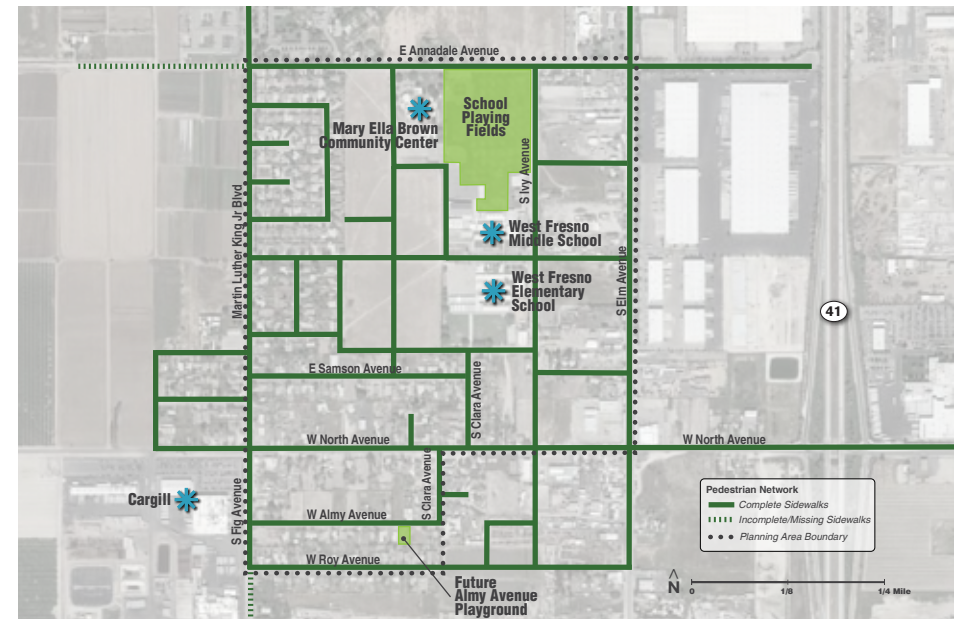 E Annadale Avenue
School
Playing
Fields
Mary Ella Brown
Community Center
S Ivy Avenue
Martin Luther King Jr Blvd
West Fresno
Middle School
S Elm Avenue
West Fresno
Elementary
School
41
E Samson Avenue
S Clara Avenue
W North Avenue
W North Avenue
S Clara Avenue
Cargill
S Fig Avenue
W Almy Avenue
W Roy Avenue
Future
Almy Avenue
Playground
Pedestrian Network
Complete Sidewalks
Incomplete/Missing Sidewalks
Planning Area Boundary
N
0 1/8 1/4 Mile